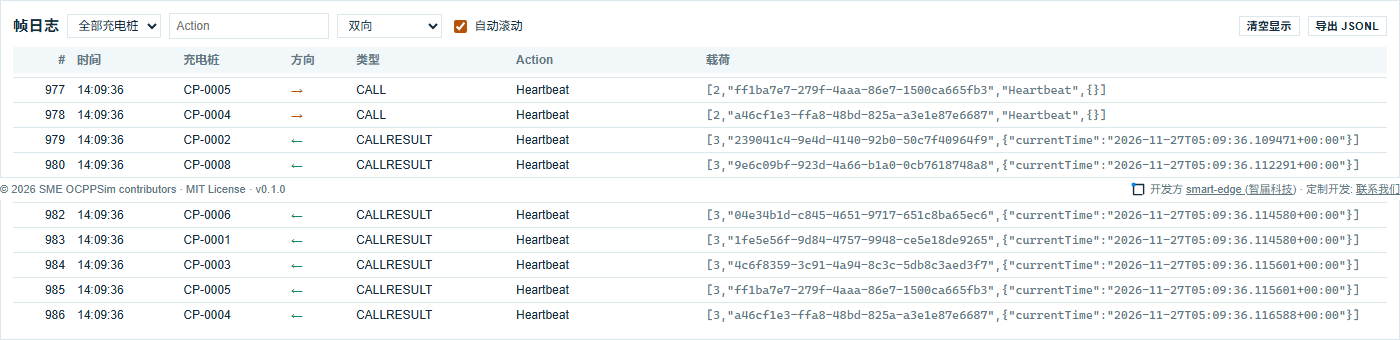 帧日志 全部充电桩 Action 双向 自动滚动 清空显示 导出 JSONL
# 时间 充电桩 方向 类型 Action 载荷
977 14:09:36 CP-0005 → CALL Heartbeat [2,"ff1ba7e7-279f-4aaa-86e7-1500ca665fb3","Heartbeat",{}]
978 14:09:36 CP-0004 → CALL Heartbeat [2,"a46cf1e3-ffa8-48bd-825a-a3e1e87e6687","Heartbeat",{}]
979 14:09:36 CP-0002 ← CALLRESULT Heartbeat [3,"239041c4-9e4d-4140-92b0-50c7f40964f9",{"currentTime":"2026-11-27T05:09:36.109471+00:00"}]
980 14:09:36 CP-0008 ← CALLRESULT Heartbeat [3,"9e6c09bf-923d-4a66-b1a0-0cb7618748a8",{"currentTime":"2026-11-27T05:09:36.112291+00:00"}]
© 2026 SME OCPPSim contributors · MIT License · v0.1.0 开发方 smart-edge (智届科技) · 定制开发: 联系我们
982 14:09:36 CP-0006 ← CALLRESULT Heartbeat [3,"04e34b1d-c845-4651-9717-651c8ba65ec6",{"currentTime":"2026-11-27T05:09:36.114580+00:00"}]
983 14:09:36 CP-0001 ← CALLRESULT Heartbeat [3,"1fe5e56f-9d84-4757-9948-ce5e18de9265",{"currentTime":"2026-11-27T05:09:36.114580+00:00"}]
984 14:09:36 CP-0003 ← CALLRESULT Heartbeat [3,"4c6f8359-3c91-4a94-8c3c-5db8c3aed3f7",{"currentTime":"2026-11-27T05:09:36.115601+00:00"}]
985 14:09:36 CP-0005 ← CALLRESULT Heartbeat [3,"ff1ba7e7-279f-4aaa-86e7-1500ca665fb3",{"currentTime":"2026-11-27T05:09:36.115601+00:00"}]
986 14:09:36 CP-0004 ← CALLRESULT Heartbeat [3,"a46cf1e3-ffa8-48bd-825a-a3e1e87e6687",{"currentTime":"2026-11-27T05:09:36.116588+00:00"}]